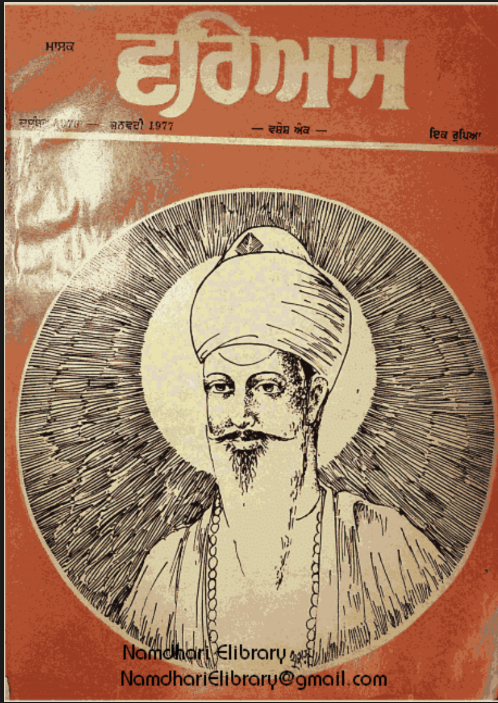 ਮਾਸਕ
ਵਰਿਆਮ
— ਜਨਵਰੀ 1977
— ਵਸ਼ੇਸ਼ ਅੰਕ —
ਇਕ ਰੁਪਿਆ
Namdhari Elibrary
NamdhariElibrary@gmail.com